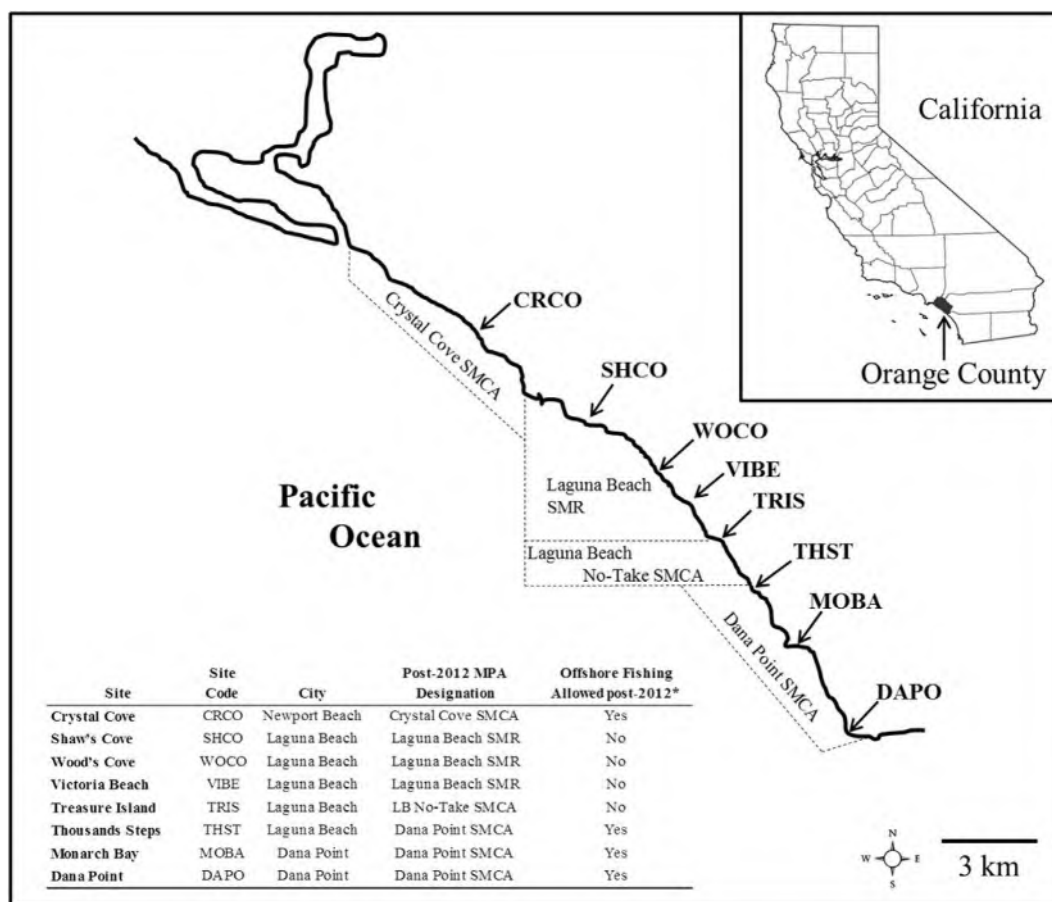 California
Orange County
CRCO
SHCO
WOCO
VIBE
TRIS
THST
MOBA
DAPO
Crystal Cove SMCA
Laguna Beach
SMR
Laguna Beach
No-Take SMCA
Dana Point SMCA
Pacific
Ocean
Site Site Code City Post-2012 MPA Designation Offshore Fishing Allowed post-2012*
Crystal Cove CRCO Newport Beach Crystal Cove SMCA Yes
Shaw's Cove SHCO Laguna Beach Laguna Beach SMR No
Wood's Cove WOCO Laguna Beach Laguna Beach SMR No
Victoria Beach VIBE Laguna Beach Laguna Beach SMR No
Treasure Island TRIS Laguna Beach LB No-Take SMCA No
Thousands Steps THST Laguna Beach Dana Point SMCA Yes
Monarch Bay MOBA Dana Point Dana Point SMCA Yes
Dana Point DAPO Dana Point Dana Point SMCA Yes
N
W E
S
3 km